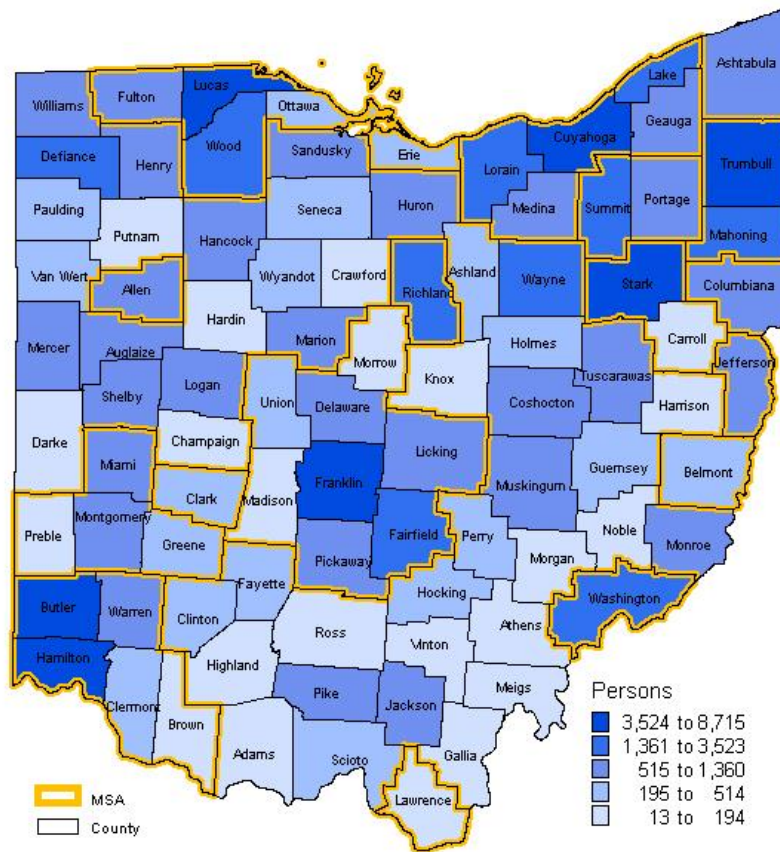 Ashtabula
Lake
Lucas
Fulton
Williams
Ottawa
Geauga
Cuyahoga
Wood
Erie
Defiance
Henry
Sandusky
Lorain
Trumbull
Medina
Summit
Portage
Huron
Paulding
Seneca
Putnam
Mahoning
Hancock
Van Wert
Wyandot
Crawford
Ashland
Wayne
Richland
Stark
Columbiana
Allen
Hardin
Carroll
Mercer
Auglaize
Marion
Morrow
Holmes
Jefferson
Tuscarawas
Logan
Knox
Shelby
Union
Delaware
Coshocton
Harrison
Darke
Champaign
Licking
Miami
Guernsey
Belmont
Franklin
Clark
Madison
Muskingum
Montgomery
Preble
Fairfield
Noble
Perry
Greene
Monroe
Pickaway
Morgan
Fayette
Hocking
Washington
Butler
Warren
Clinton
Athens
Ross
Vinton
Hamilton
Highland
Meigs
Clermont
Pike
Jackson
Brown
Gallia
Adams
Scioto
Lawrence
Persons
3,524 to 8,715
1,361 to 3,523
515 to 1,360
195 to 514
13 to 194
MSA
County